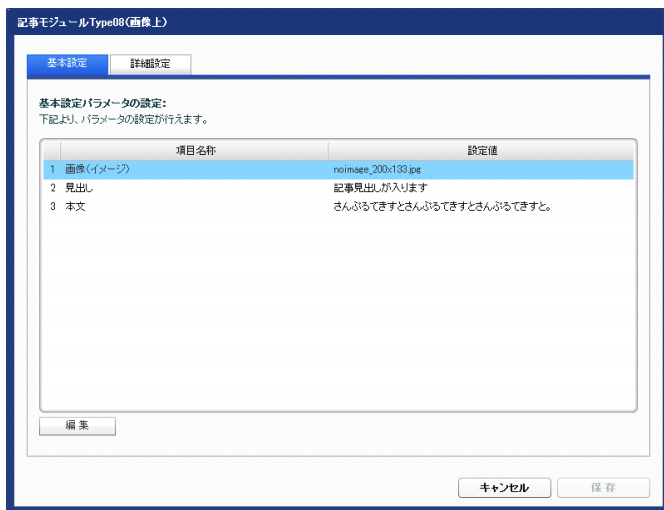 記事モジュールType08(画像上)
基本設定 詳細設定
基本設定パラメータの設定:
下記より、パラメータの設定が行えます。
項目名称 設定値
1 画像(イメージ) noimage_200x133.jpg
2 見出し 記事見出しが入ります
3 本文 さんぷるてきすとさんぷるてきすとさんぷるてきすと。
編集
キャンセル 保存